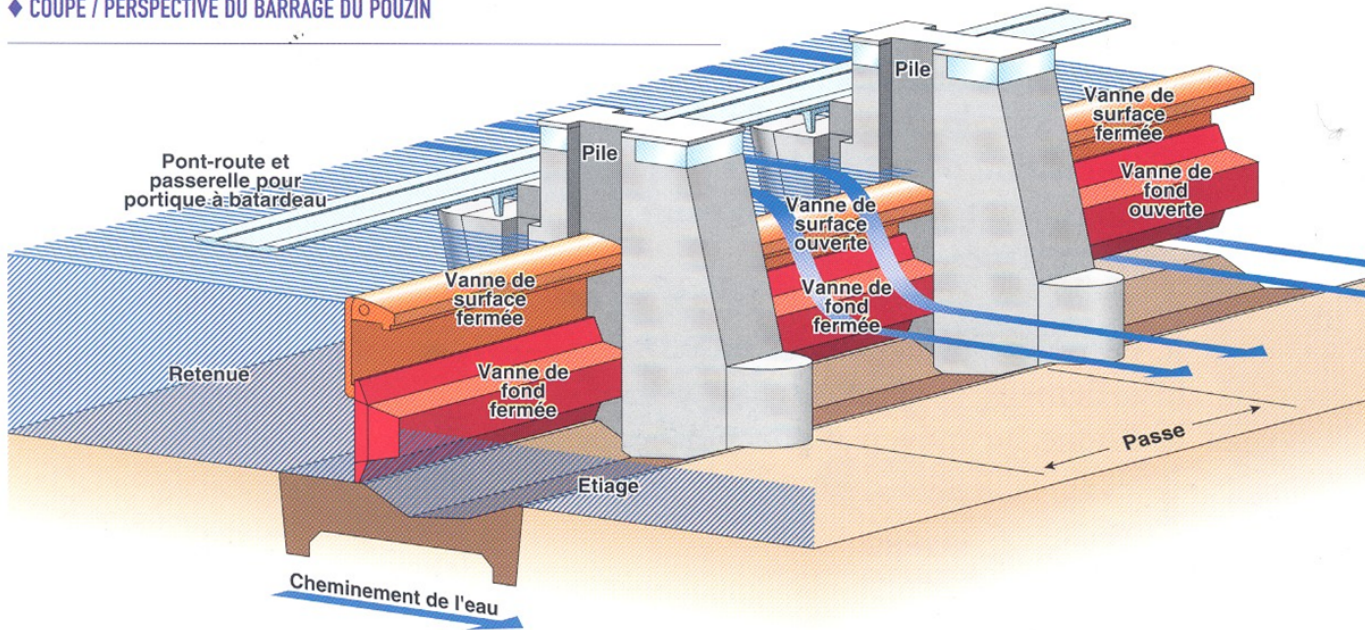 ◆ COUPE / PERSPECTIVE DU BARRAGE DU POUZIN
Pile
Vanne de
surface
fermée
Pile
Vanne de
fond
ouverte
Pont-route et
passerelle pour
portique à batardeau
Vanne de
surface
ouverte
Vanne de
surface
fermée
Vanne de
fond
fermée
Retenue
Vanne de
fond
fermée
Passe
Etiage
Cheminement de l'eau